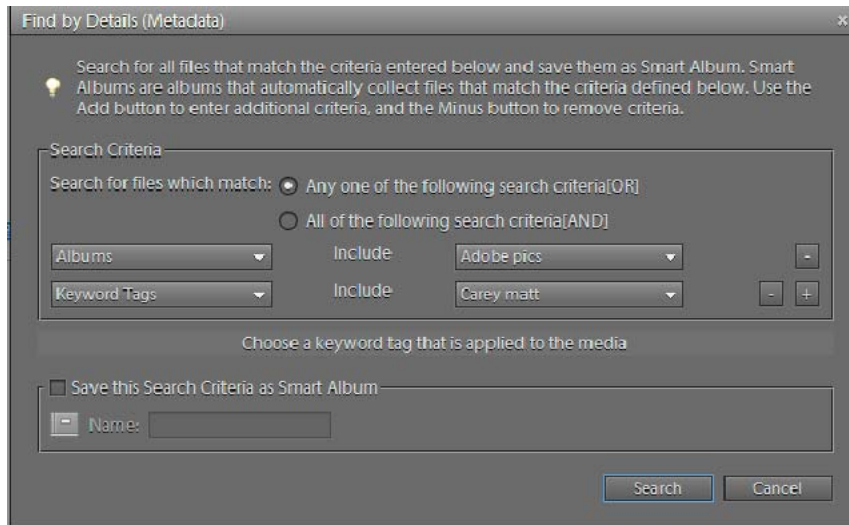 Find by Details (Metadata) x
Search for all files that match the criteria entered below and save them as Smart Album. Smart
Albums are albums that automatically collect files that match the criteria defined below. Use the
Add button to enter additional criteria, and the Minus button to remove criteria.
Search Criteria
Search for files which match: Any one of the following search criteria[OR]
All of the following search criteria[AND]
Albums Include Adobe pics -
Keyword Tags Include Carey matt - +
Choose a keyword tag that is applied to the media
Save this Search Criteria as Smart Album
Name:
Search Cancel